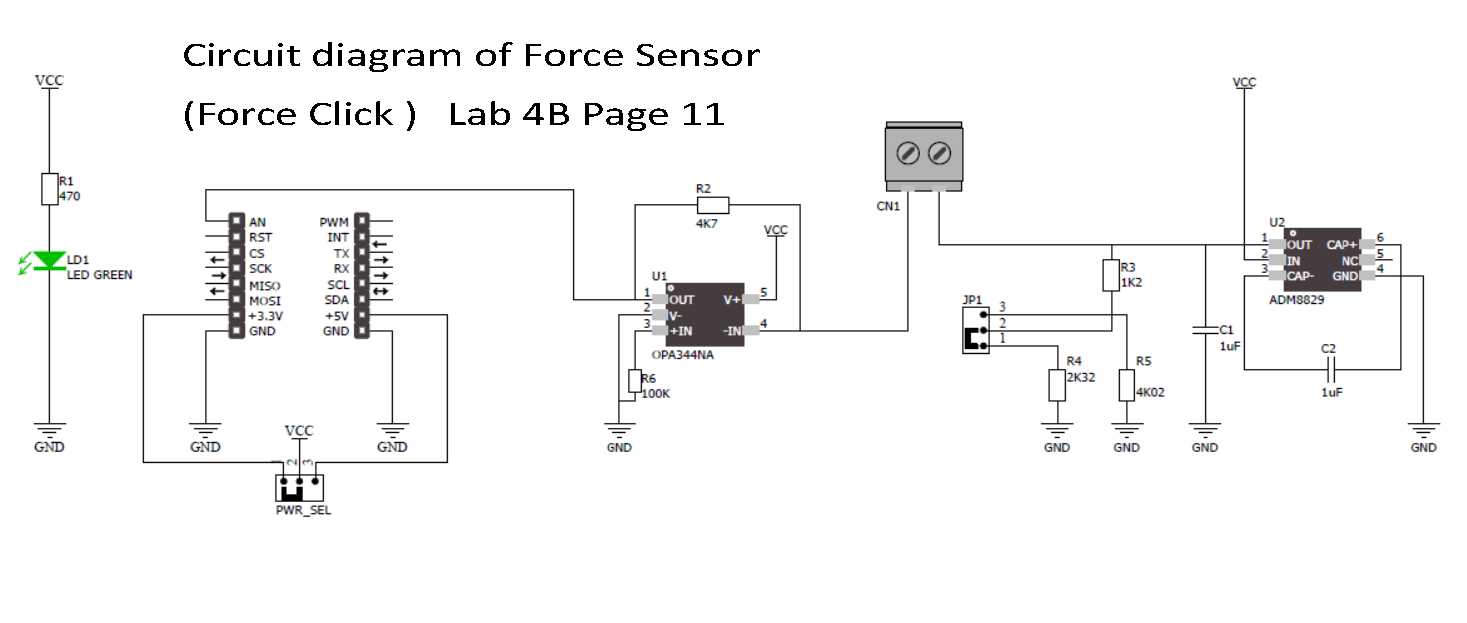 Circuit diagram of Force Sensor
(Force Click ) Lab 4B Page 11
VCC
R1
470
LD1
LED GREEN
GND
AN
RST
CS
SCK
MISO
MOSI
+3.3V
GND
PWM
INT
TX
RX
SCL
SDA
+5V
GND
GND
GND
VCC
1
2
3
PWR_SEL
R2
4K7
VCC
U1
1
OUT
V+
5
2
V-
3
+IN
-IN
4
OPA344NA
R6
100K
GND
CN1
JP1
3
2
1
R3
1K2
R4
2K32
R5
4K02
GND
GND
C1
1uF
GND
VCC
U2
1
OUT
CAP+
6
2
IN
NC
5
3
CAP-
GND
4
ADM8829
C2
1uF
GND